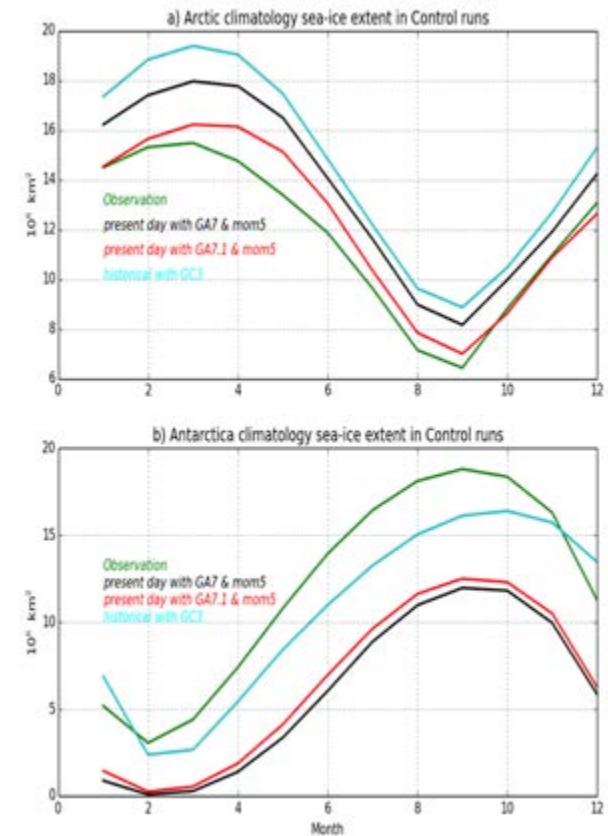 a) Arctic climatology sea-ice extent in Control runs
20
18
16
14
12
10
8
6
10⁶ km²
Observation
present day with GA7 & mom5
present day with GA7.1 & mom5
historical with GC3
0 2 4 6 8 10 12
b) Antarctica climatology sea-ice extent in Control runs
20
15
10
5
0
10⁶ km²
Observation
present day with GA7 & mom5
present day with GA7.1 & mom5
historical with GC3
0 2 4 6 8 10 12
Month